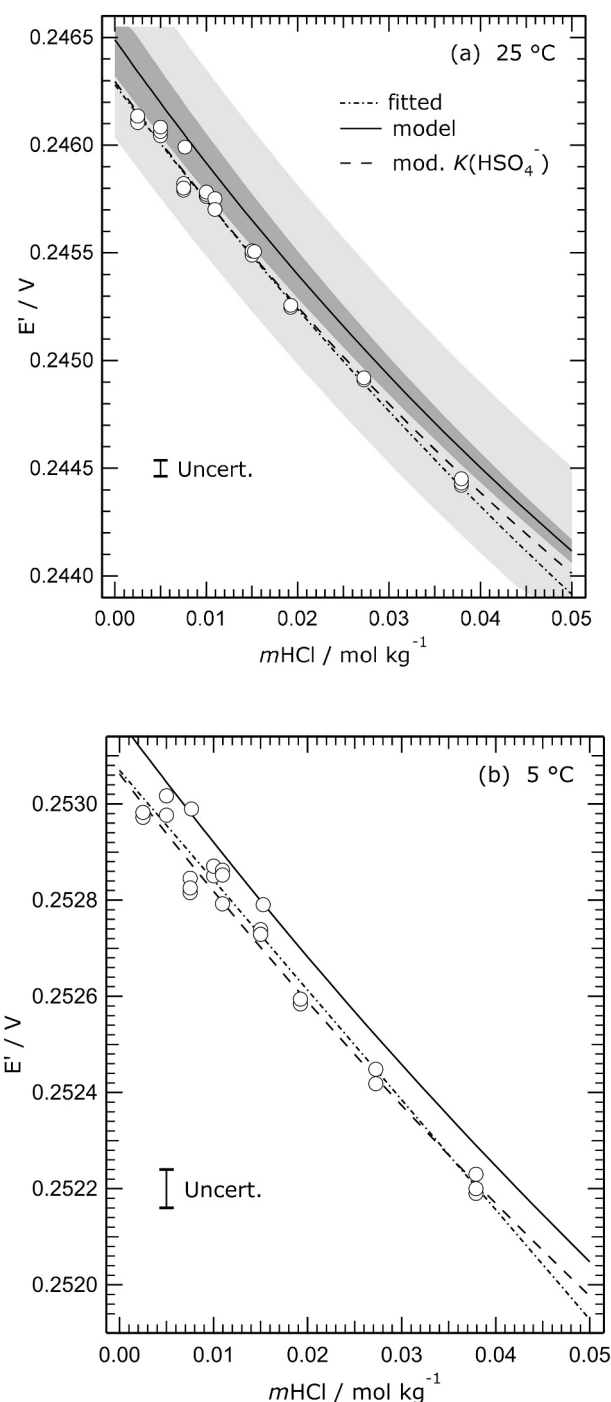 (a) 25 °C
fitted
model
mod. K(HSO₄⁻)
0.2465
0.2460
0.2455
0.2450
0.2445
0.2440
E' / V
Uncert.
0.00 0.01 0.02 0.03 0.04 0.05
mHCl / mol kg⁻¹
(b) 5 °C
0.2530
0.2528
0.2526
0.2524
0.2522
0.2520
E' / V
Uncert.
0.00 0.01 0.02 0.03 0.04 0.05
mHCl / mol kg⁻¹